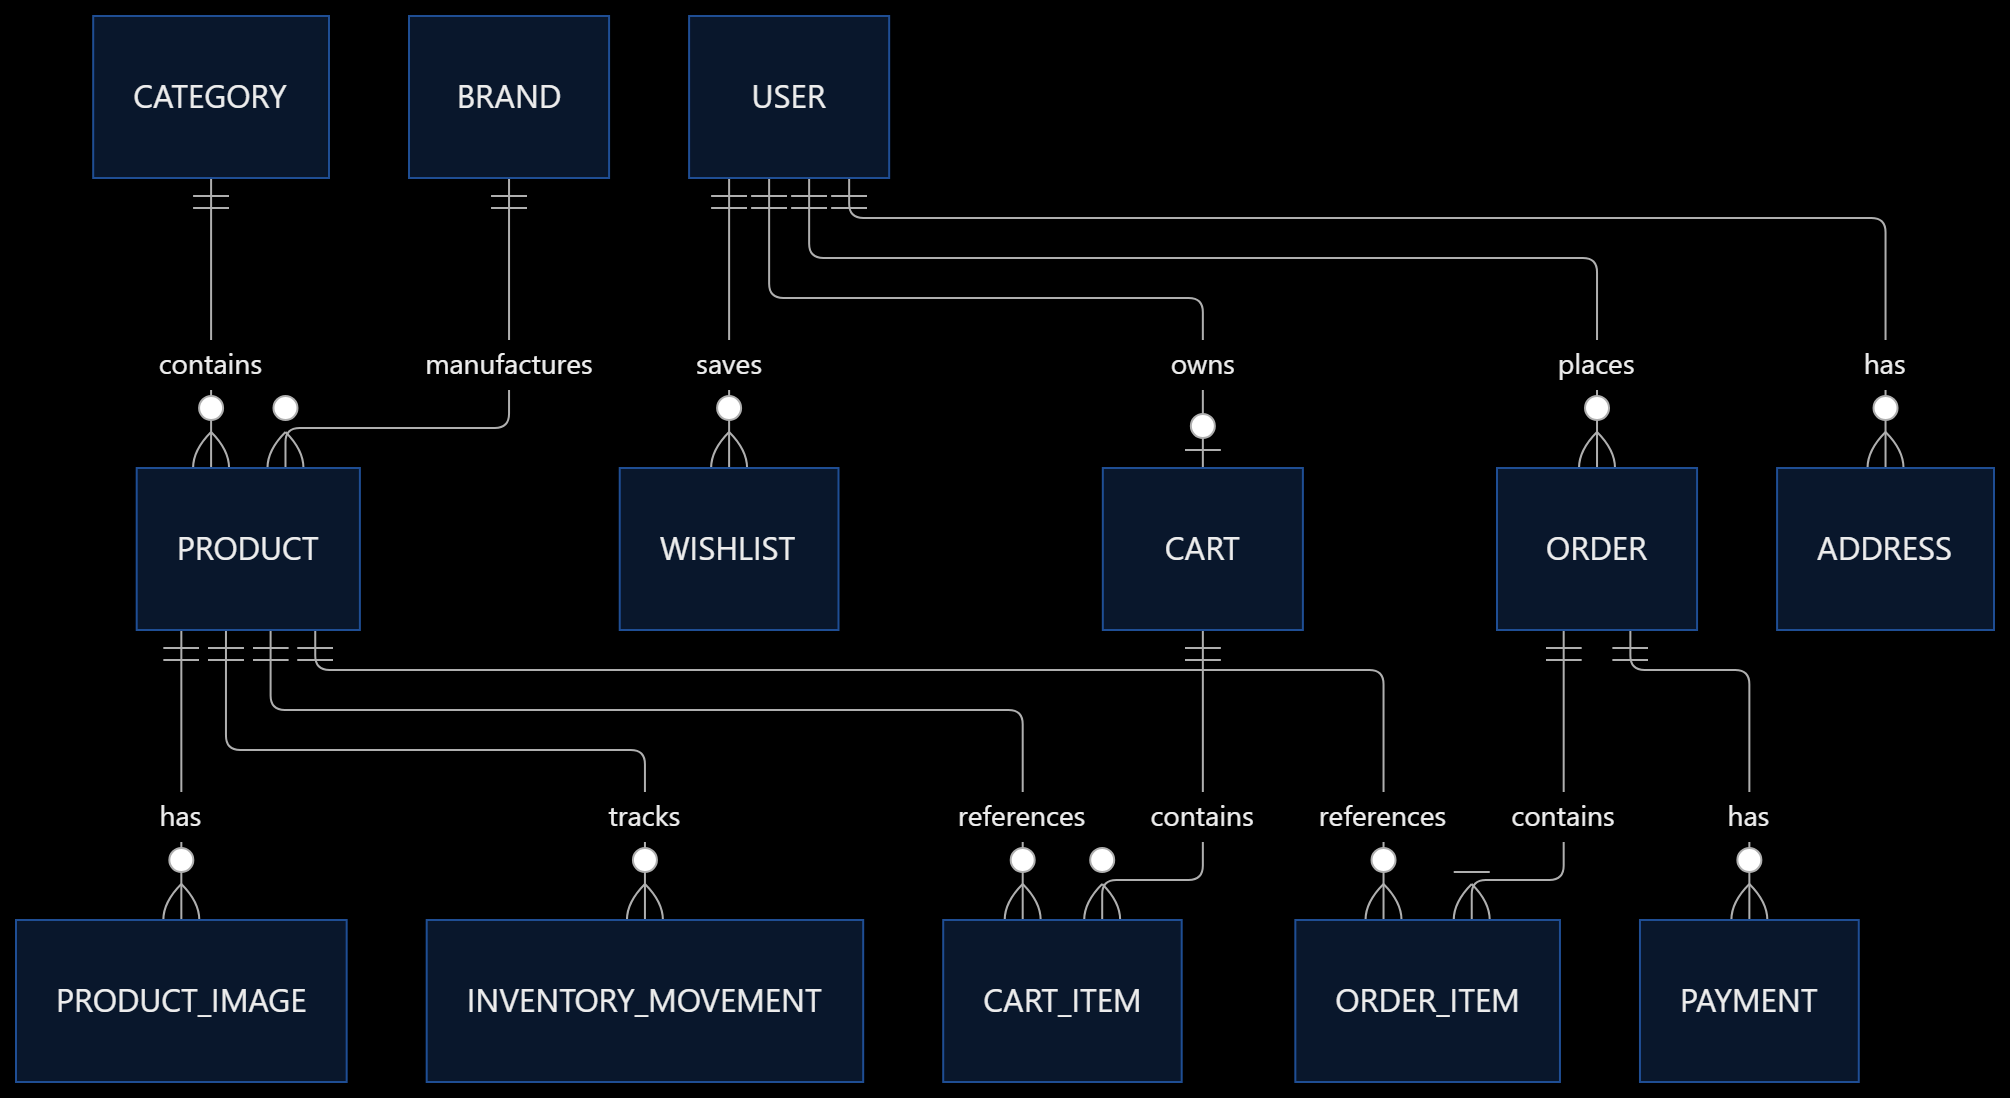 CATEGORY
BRAND
USER
contains
manufactures
saves
owns
places
has
PRODUCT
WISHLIST
CART
ORDER
ADDRESS
has
tracks
references
contains
references
contains
has
PRODUCT_IMAGE
INVENTORY_MOVEMENT
CART_ITEM
ORDER_ITEM
PAYMENT